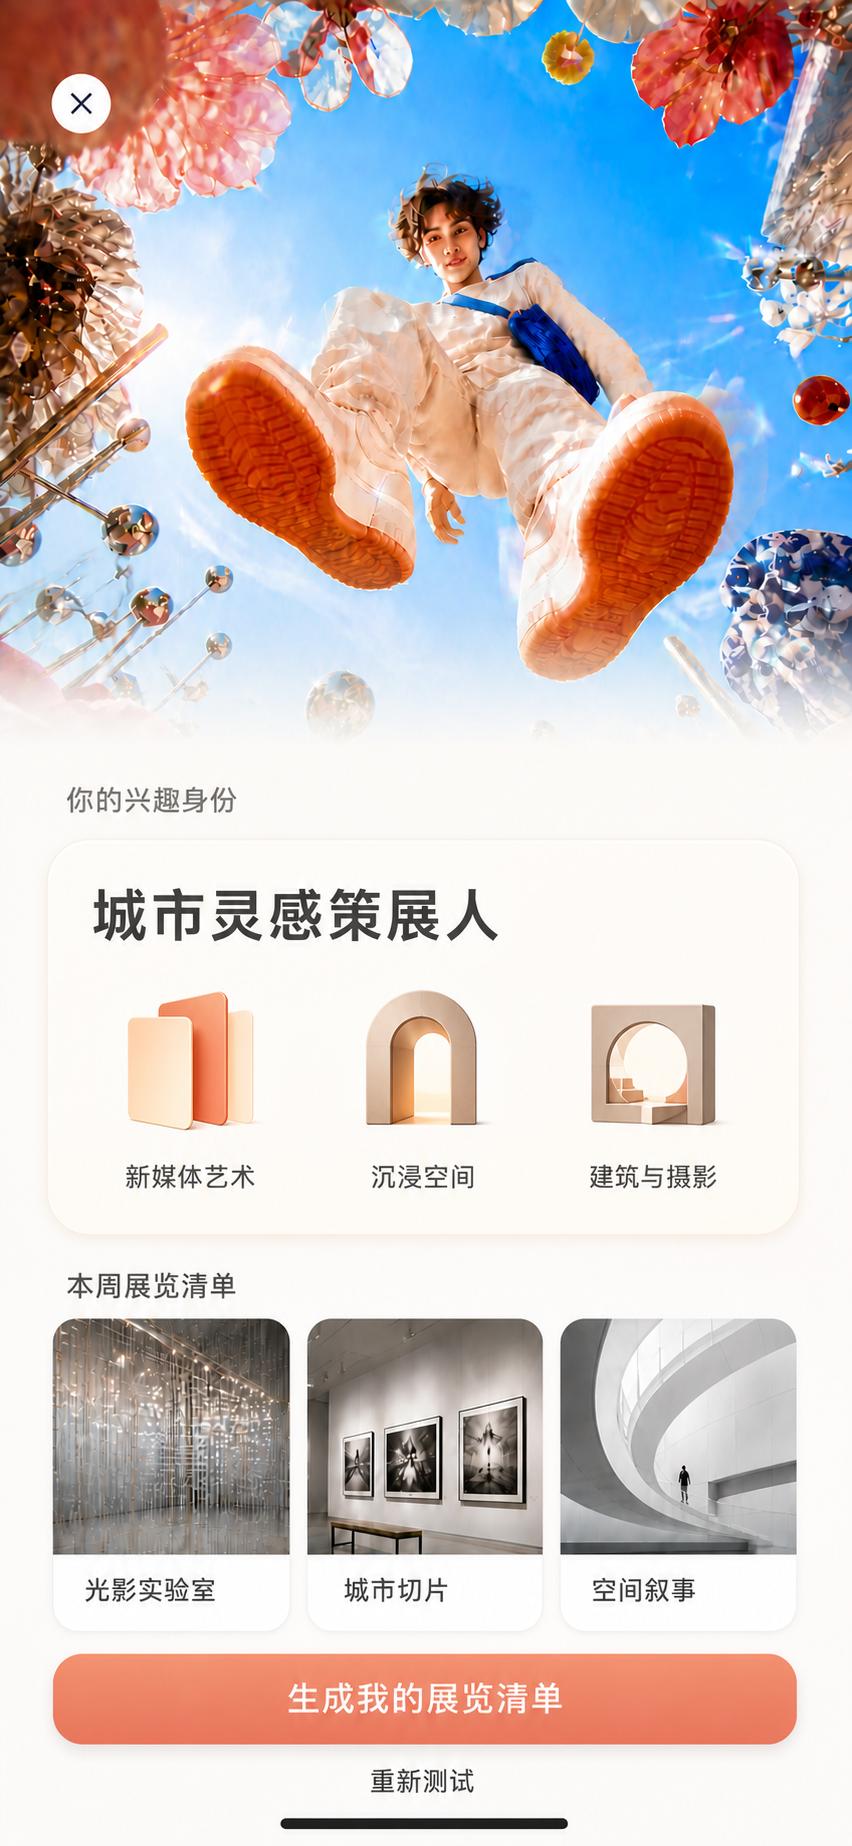 你的兴趣身份
城市灵感策展人
新媒体艺术
沉浸空间
建筑与摄影
本周展览清单
光影实验室
城市切片
空间叙事
生成我的展览清单
重新测试